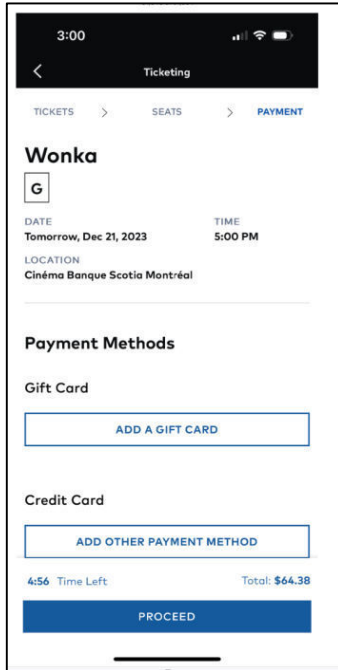 3:00
Ticketing
TICKETS > SEATS > PAYMENT
Wonka
G
DATE TIME
Tomorrow, Dec 21, 2023 5:00 PM
LOCATION
Cinéma Banque Scotia Montréal
Payment Methods
Gift Card
ADD A GIFT CARD
Credit Card
ADD OTHER PAYMENT METHOD
4:56 Time Left Total: $64.38
PROCEED